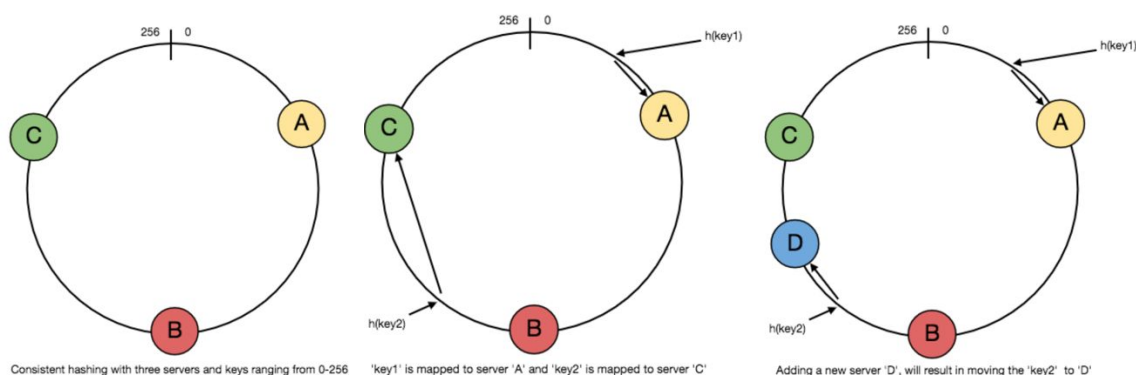 256 0
C
A
B
Consistent hashing with three servers and keys ranging from 0-256
256 0
h(key1)
A
C
h(key2)
B
'key1' is mapped to server 'A' and 'key2' is mapped to server 'C'
256 0
h(key1)
A
C
D
h(key2)
B
Adding a new server 'D', will result in moving the 'key2' to 'D'